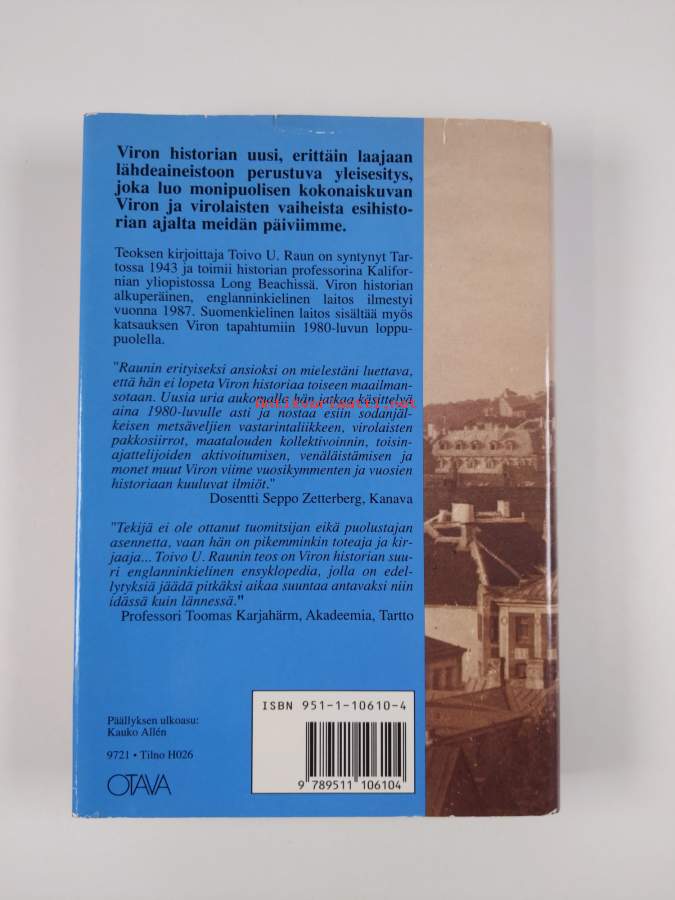 Viron historian uusi, erittäin laajaan
lähdeaineistoon perustuva yleisesitys,
joka luo monipuolisen kokonaiskuvan
Viron ja virolaisten vaiheista esihisto-
rian ajalta meidän päiviimme.
Teoksen kirjoittaja Toivo U. Raun on syntynyt Tar-
tossa 1943 ja toimii historian professorina Kalifor-
nian yliopistossa Long Beachissä. Viron historian
alkuperäinen, englanninkielinen laitos ilmestyi
vuonna 1987. Suomenkielinen laitos sisältää myös
katsauksen Viron tapahtumiin 1980-luvun loppu-
puolella.
"Raunin erityiseksi ansioksi on mielestäni luettava,
että hän ei lopeta Viron historiaa toiseen maailman-
sotaan. Uusia uria aukovalla hän jatkaa käsittelyä
antikvariaatti.net
aina 1980-luvulle asti ja nostaa esiin sodanjäl-
keisen metsäveljien vastarintaliikkeen, virolaisten
pakkosiirrot, maatalouden kollektivoinnin, toisin-
ajattelijoiden aktivoitumisen, venäläistämisen ja
monet muut Viron viime vuosikymmenten ja vuosien
historiaan kuuluvat ilmiöt."
Dosentti Seppo Zetterberg, Kanava
"Tekijä ei ole ottanut tuomitsijan eikä puolustajan
asennetta, vaan hän on pikemminkin toteaja ja kir-
jaaja... Toivo U. Raunin teos on Viron historian suu-
ri englanninkielinen ensyklopedia, jolla on edel-
lytyksiä jäädä pitkäksi aikaa suuntaa antavaksi niin
idässä kuin lännessä."
Professori Toomas Karjahärm, Akadeemia, Tartto
Päällyksen ulkoasu:
Kauko Allén
9721 • Tilno H026
OTAVA
ISBN 951-1-10610-4
9 789511 106104